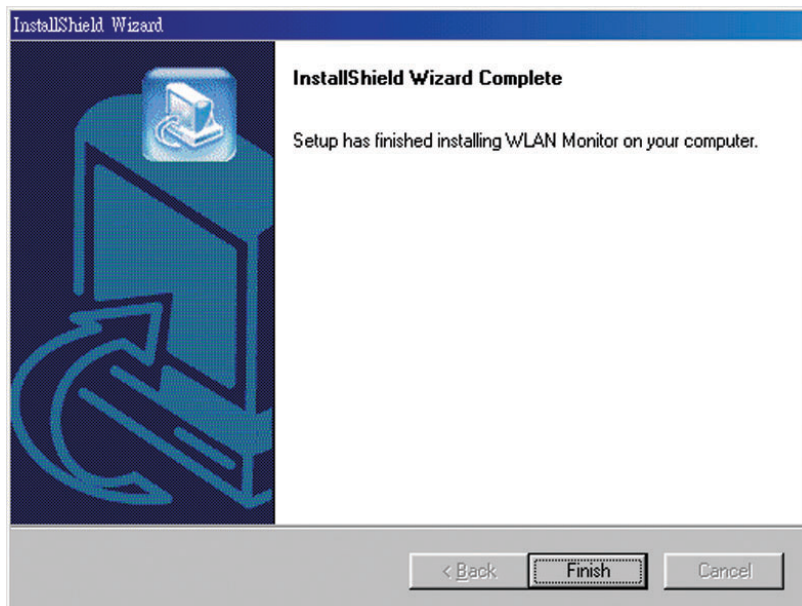 InstallShield Wizard
InstallShield Wizard Complete
Setup has finished installing WLAN Monitor on your computer.
< Back
Finish
Cancel